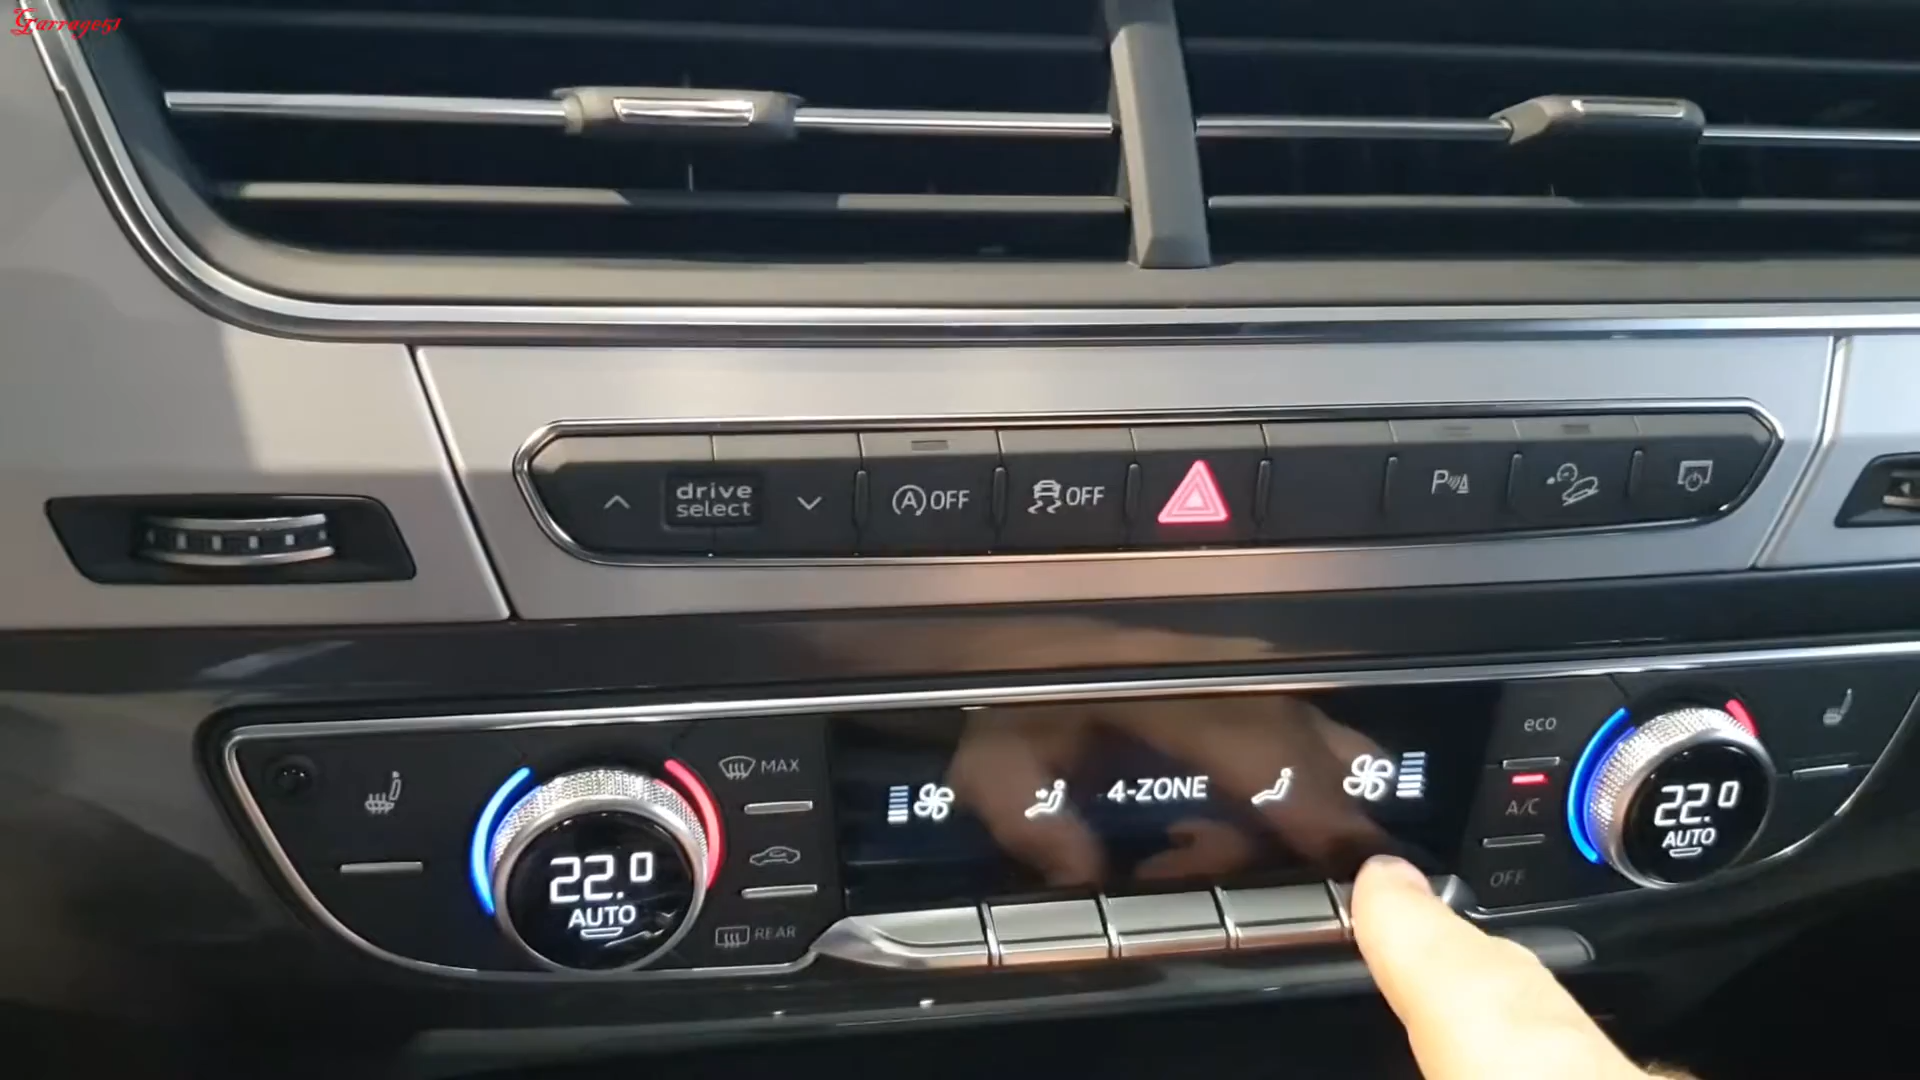 Garrage51
drive
select
OFF
OFF
P
MAX
REAR
22.0
AUTO
4-ZONE
eco
A/C
OFF
22.0
AUTO